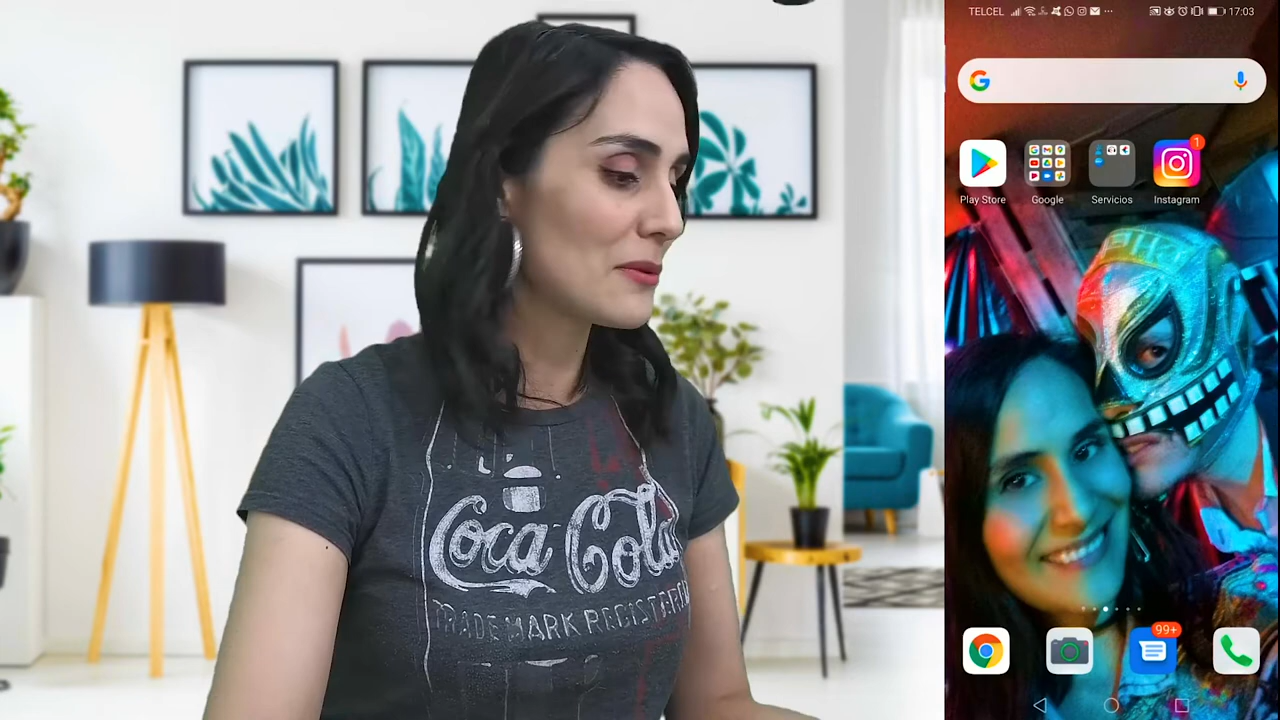 TELCEL
17:03
1
Play Store
Google
Servicios
Instagram
Coca Cola
TRADE MARK REGISTERED
99+